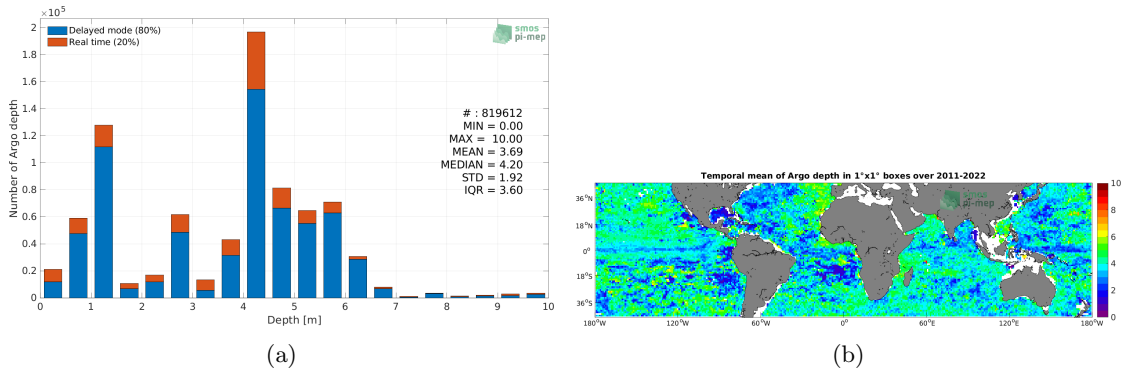 ×10⁵
Delayed mode (80%)
Real time (20%)
smos
pi-mep
2
1.8
1.6
1.4
1.2
1
0.8
0.6
0.4
0.2
0
Number of Argo depth
# : 819612
MIN = 0.00
MAX = 10.00
MEAN = 3.69
MEDIAN = 4.20
STD = 1.92
IQR = 3.60
0 1 2 3 4 5 6 7 8 9 10
Depth [m]
(a)
Temporal mean of Argo depth in 1°x1° boxes over 2011-2022
smos
pi-mep
36°N
18°N
0°
18°S
36°S
180°W 120°W 60°W 0° 60°E 120°E 180°W
10
9
8
7
6
5
4
3
2
1
0
(b)